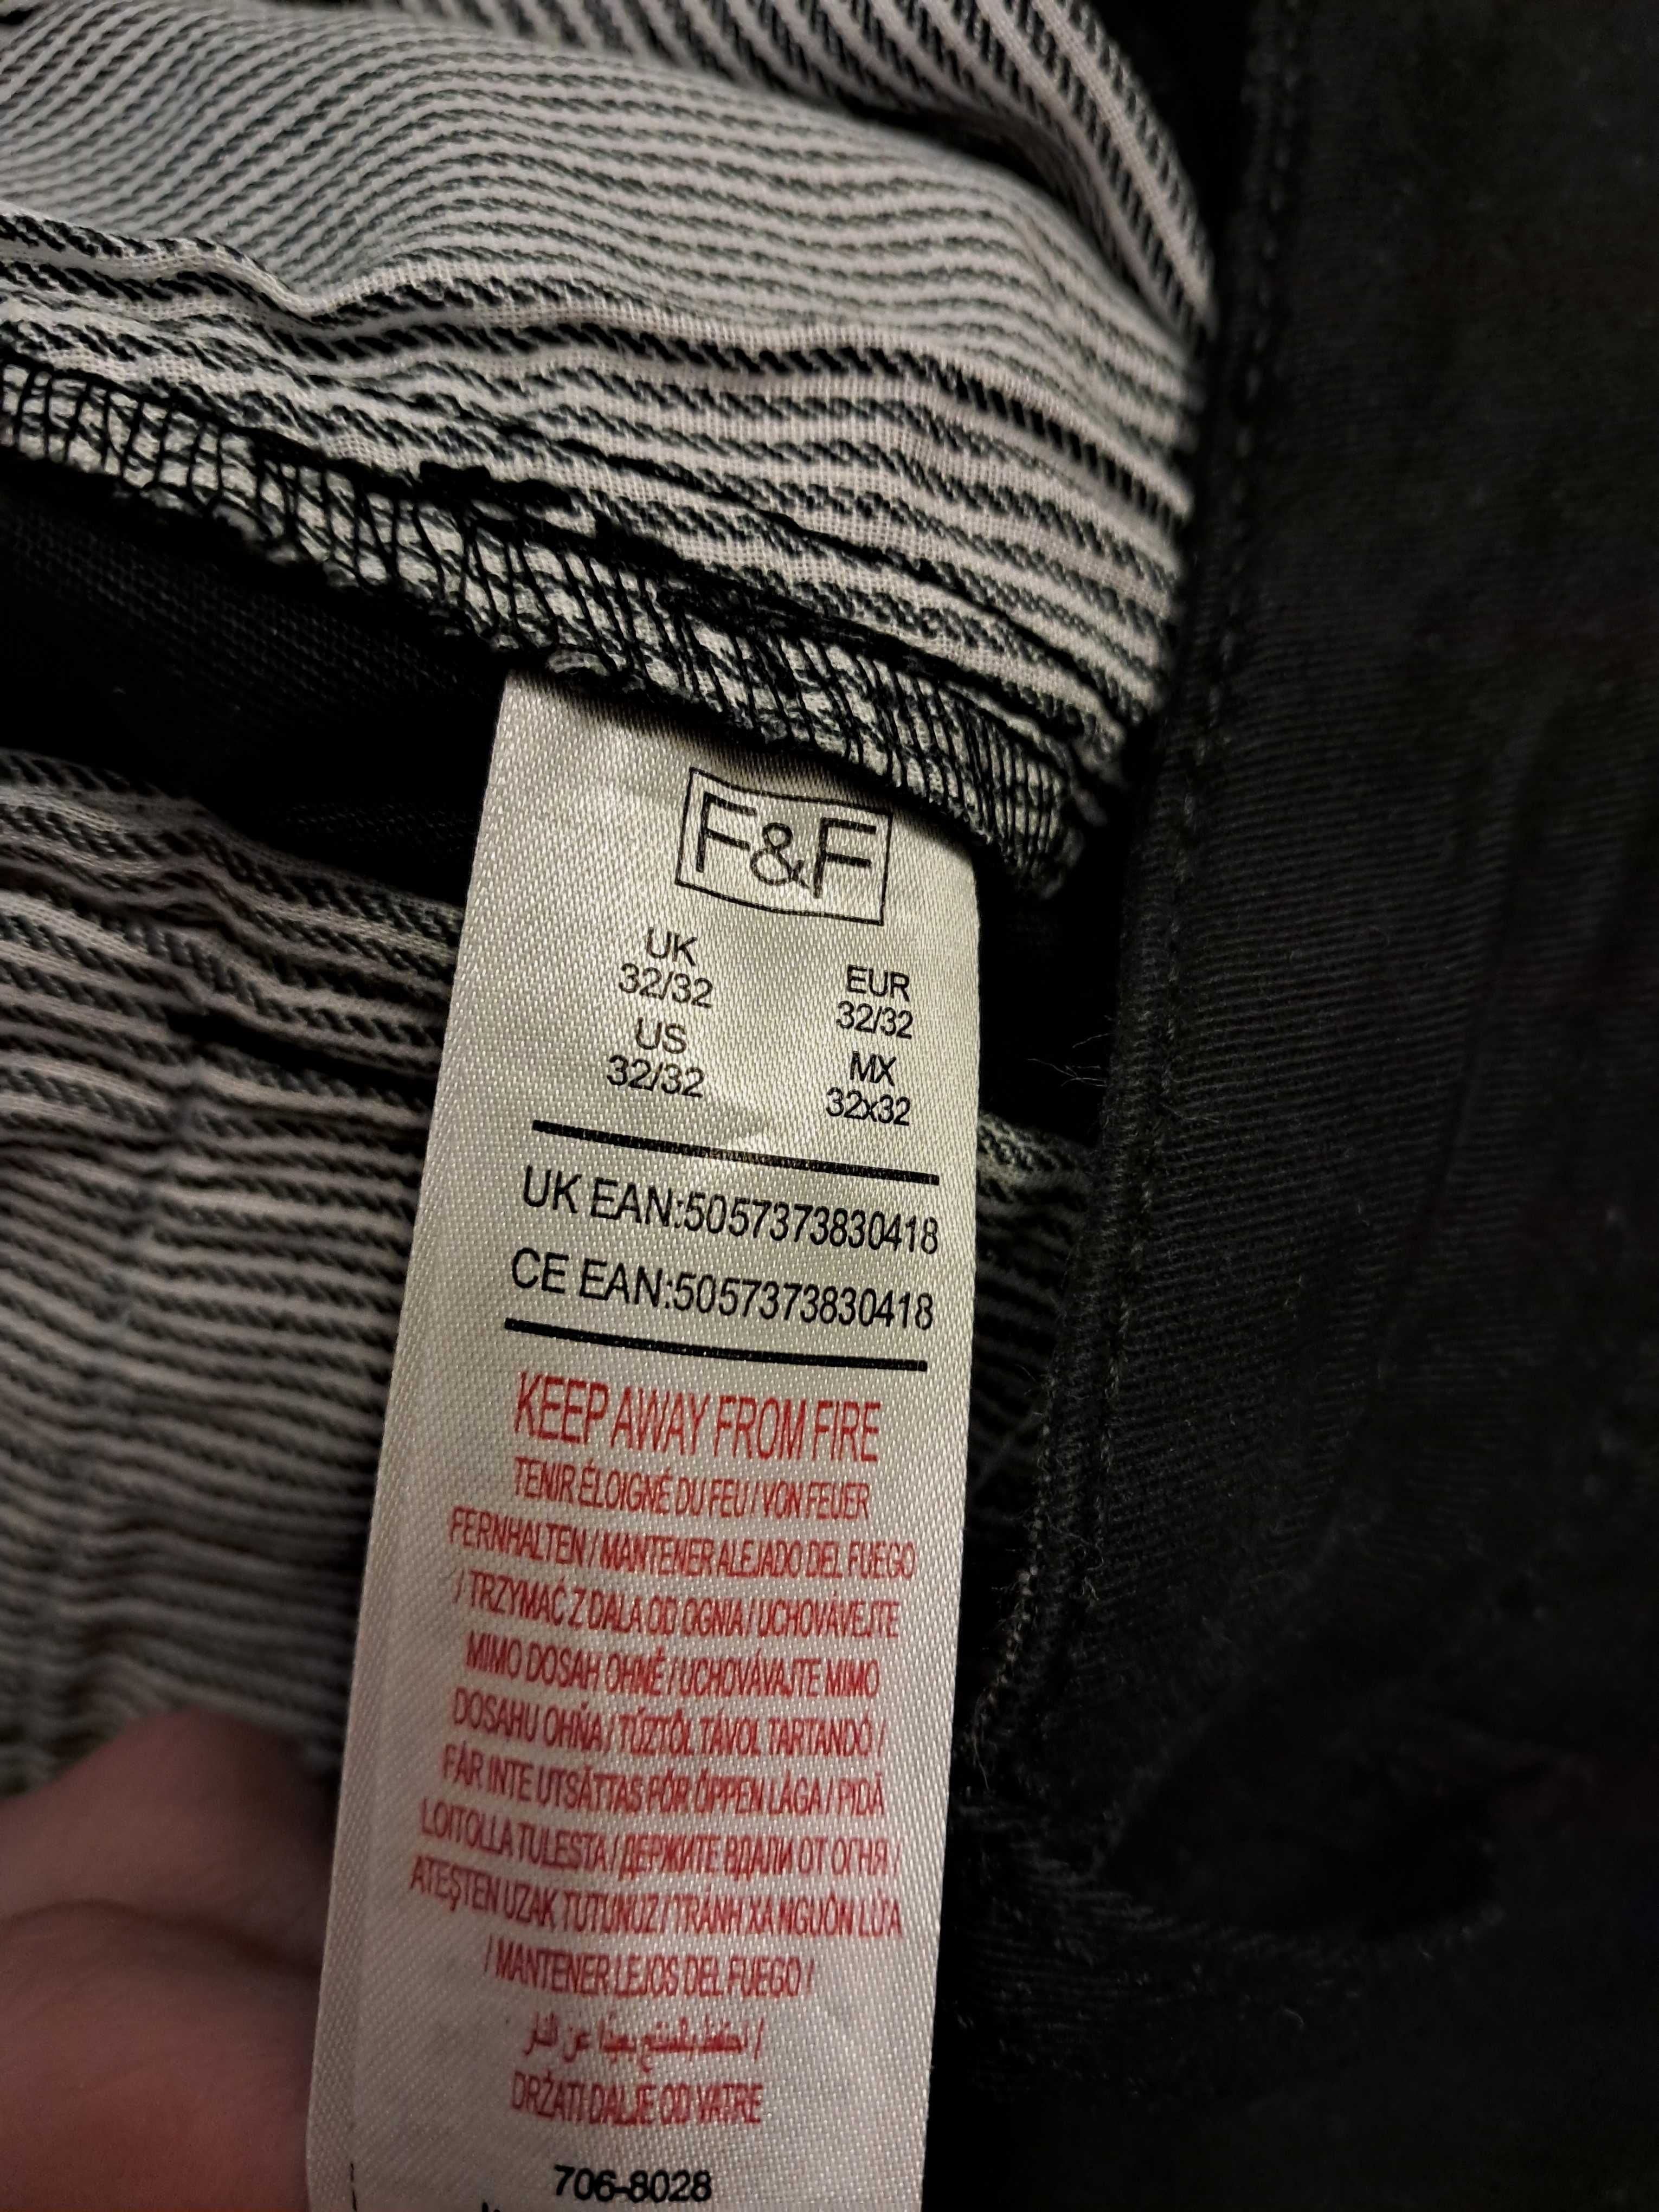 F&F
UK
32/32
EUR
32/32
US
32/32
MX
32x32
UK EAN:5057373830418
CE EAN:5057373830418
KEEP AWAY FROM FIRE
TENIR ÉLOIGNÉ DU FEU / VON FEUER
FERNHALTEN / MANTENER ALEJADO DEL FUEGO
/ TRZYMAĆ Z DALA OD OGNIA / UCHOVÁVEJTE
MIMO DOSAH OHNĚ / UCHOVÁVAJTE MIMO
DOSAHU OHŇA / TŰZTŐL TÁVOL TARTANDÓ /
FÅR INTE UTSÄTTAS FÖR ÖPPEN LÅGA / PIDÄ
LOITOLLA TULESTA / ДЕРЖИТЕ ВДАЛИ ОТ ОГНЯ /
ATEŞTEN UZAK TUTUNUZ / TRÁNH XA NGUỒN LỬA
/ MANTENER LEJOS DEL FUEGO /
عن النار /
DRŽATI DALJE OD VATRE
706-8028